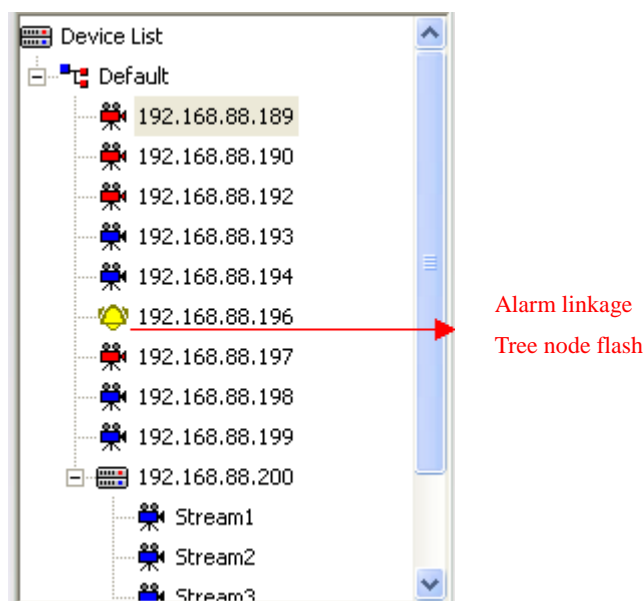 Device List
Default
192.168.88.189
192.168.88.190
192.168.88.192
192.168.88.193
192.168.88.194
192.168.88.196
192.168.88.197
192.168.88.198
192.168.88.199
192.168.88.200
Stream1
Stream2
Stream3
Alarm linkage
Tree node flash